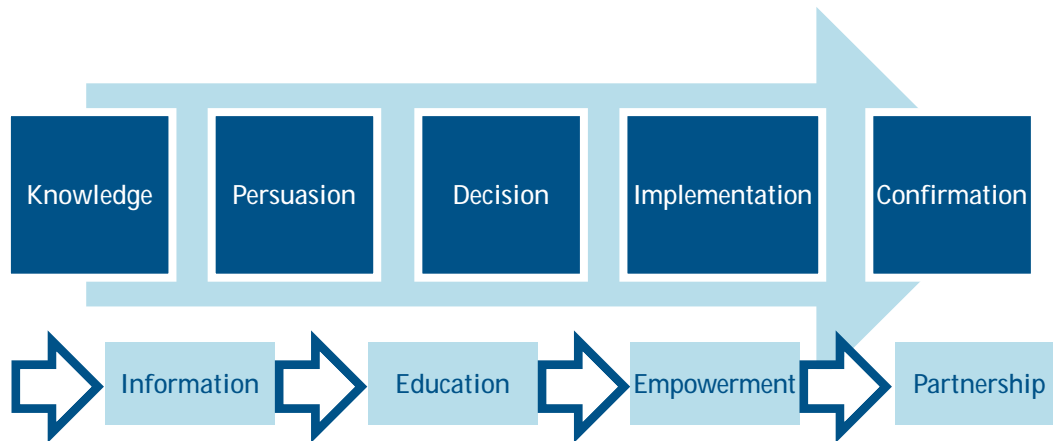 Knowledge
Persuasion
Decision
Implementation
Confirmation
Information
Education
Empowerment
Partnership